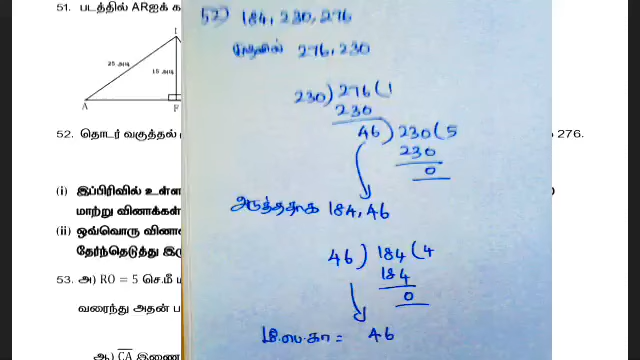 51. படத்தில் ARஐக் க
25 அடி
15 அடி
A
F
52. தொடர் வகுத்தல் மு
276.
(i) இப்பிரிவில் உள்ள
மாற்று வினாக்கள்
(ii) ஒவ்வொரு வினா
தேர்ந்தெடுத்து இரு
53. அ) RO = 5 செ.மீ
வரைந்து அதன் ப
ஆ) CA இணை
52) 184, 230, 276
முதலில் 276, 230
230) 276 (1
230
46) 230 (5
230
0
அடுத்ததாக 184, 46
46) 184 (4
184
0
மீ.பெ.கா = 46